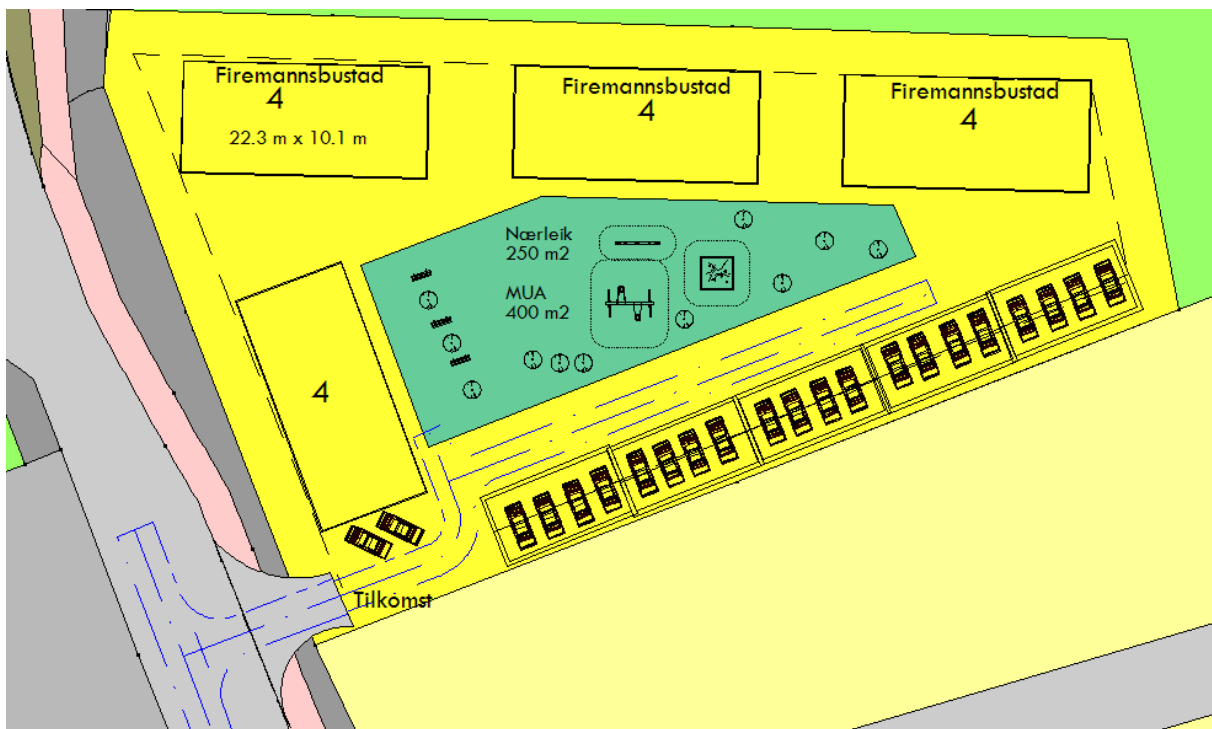 Firemannsbustad
4
22.3 m x 10.1 m
Firemannsbustad
4
Firemannsbustad
4
Nærleik
250 m2
MUA
400 m2
4
Tilkomst